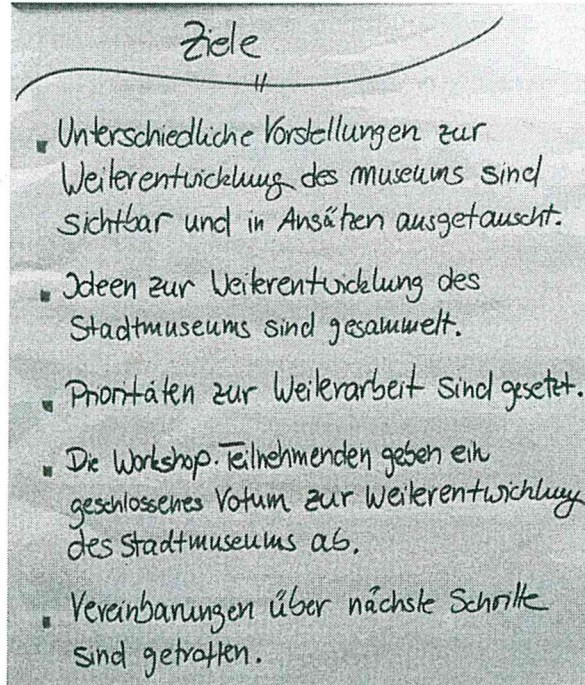 Ziele
Unterschiedliche Vorstellungen zur
Weiterentwicklung des Museums sind
sichtbar und in Ansätzen ausgetauscht.
Ideen zur Weiterentwicklung des
Stadtmuseums sind gesammelt.
Prioritäten zur Weiterarbeit sind gesetzt.
Die Workshop-Teilnehmenden geben ein
geschlossenes Votum zur Weiterentwicklung
des Stadtmuseums ab.
Vereinbarungen über nächste Schritte
sind getroffen.